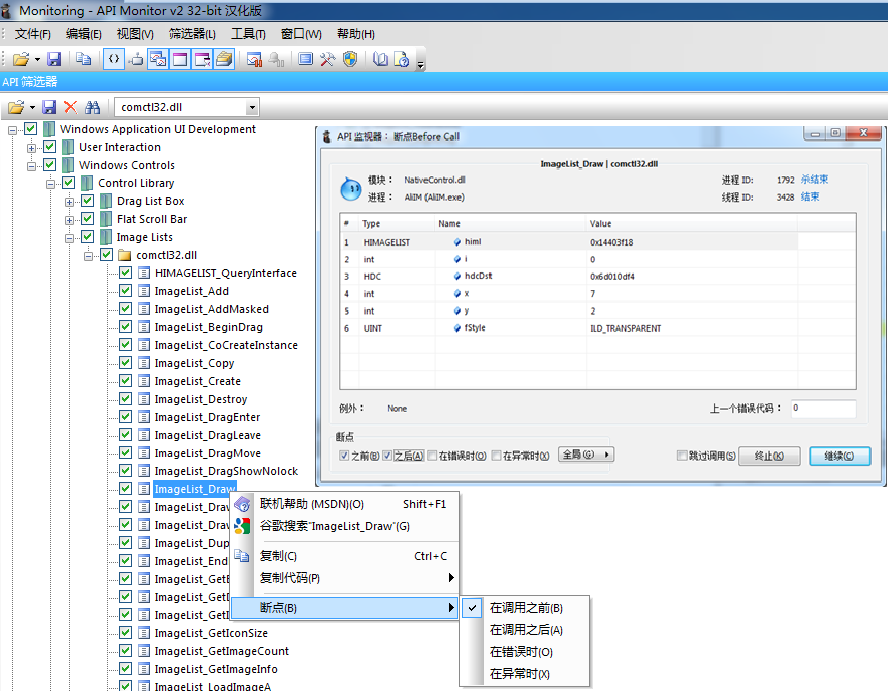 Monitoring - API Monitor v2 32-bit 汉化版
文件(F) 编辑(E) 视图(V) 筛选器(L) 工具(T) 窗口(W) 帮助(H)
API 筛选器
comctl32.dll
Windows Application UI Development
User Interaction
Windows Controls
Control Library
Drag List Box
Flat Scroll Bar
Image Lists
comctl32.dll
HIMAGELIST_QueryInterface
ImageList_Add
ImageList_AddMasked
ImageList_BeginDrag
ImageList_CoCreateInstance
ImageList_Copy
ImageList_Create
ImageList_Destroy
ImageList_DragEnter
ImageList_DragLeave
ImageList_DragMove
ImageList_DragShowNolock
ImageList_Draw
ImageList_Drav
ImageList_Drav
ImageList_Dup
ImageList_End
ImageList_GetB
ImageList_GetD
ImageList_GetI
ImageList_GetIconSize
ImageList_GetImageCount
ImageList_GetImageInfo
ImageList_LoadImageA
API 监视器： 断点Before Call
ImageList_Draw | comctl32.dll
模块： NativeControl.dll 进程 ID: 1792 杀结束
进程： AliIM (AliIM.exe) 线程 ID: 3428 结束
# Type Name Value
1 HIMAGELIST himl 0x14403f18
2 int i 0
3 HDC hdcDst 0x6d010df4
4 int x 7
5 int y 2
6 UINT fStyle ILD_TRANSPARENT
例外： None 上一个错误代码： 0
断点
之前(B) 之后(A) 在错误时(O) 在异常时(X) 全局(G) 跳过调用(S) 终止(K) 继续(C)
联机帮助 (MSDN)(O) Shift+F1
谷歌搜索"ImageList_Draw"(G)
复制(C) Ctrl+C
复制代码(P)
断点(B)
在调用之前(B)
在调用之后(A)
在错误时(O)
在异常时(X)